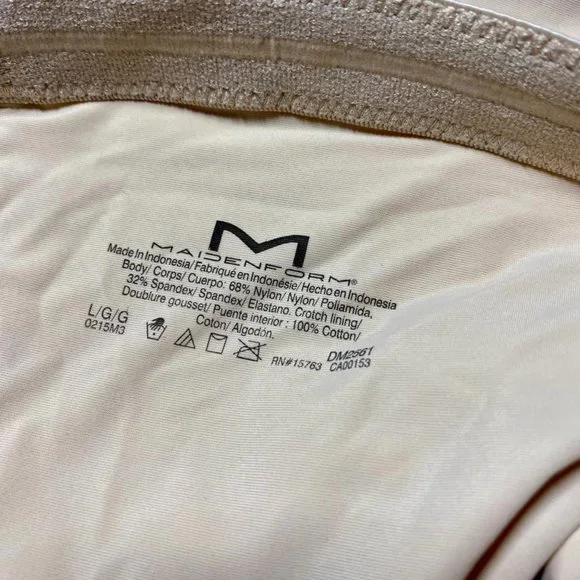 M
MAIDENFORM®
Made In Indonesia/ Fabriqué en Indonésie/ Hecho en Indonesia
Body/ Corps/ Cuerpo: 68% Nylon/ Nylon/ Poliamida.
32% Spandex/ Spandex/ Elastano. Crotch lining/
Doublure gousset/ Puente interior : 100% Cotton/
Coton/ Algodón.
L/G/G
0215M3
RN#15763
DM2561
CA00153